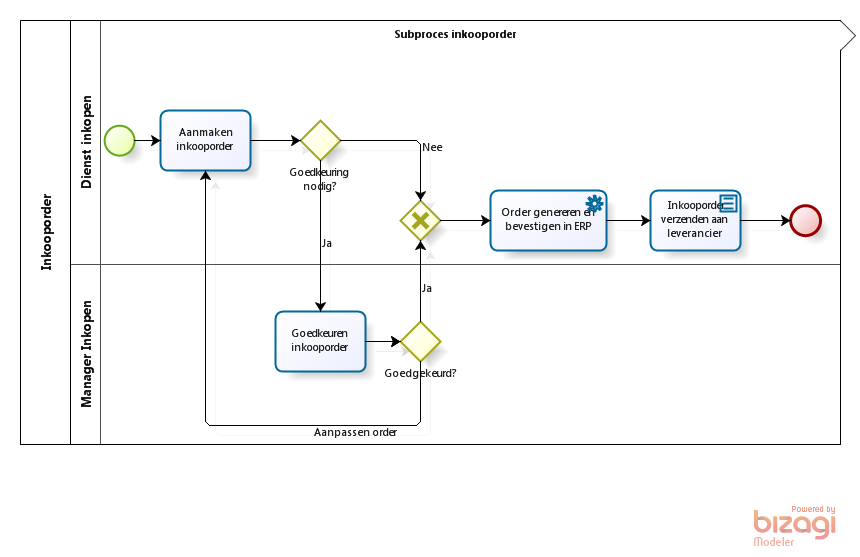 Subproces inkooporder
Inkooporder
Dienst inkopen
Aanmaken
inkooporder
Goedkeuring
nodig?
Nee
Ja
Order genereren en
bevestigen in ERP
Inkooporder
verzenden aan
leverancier
Manager Inkopen
Goedkeuren
inkooporder
Ja
Goedgekeurd?
Aanpassen order
Powered by
bizagi
Modeler